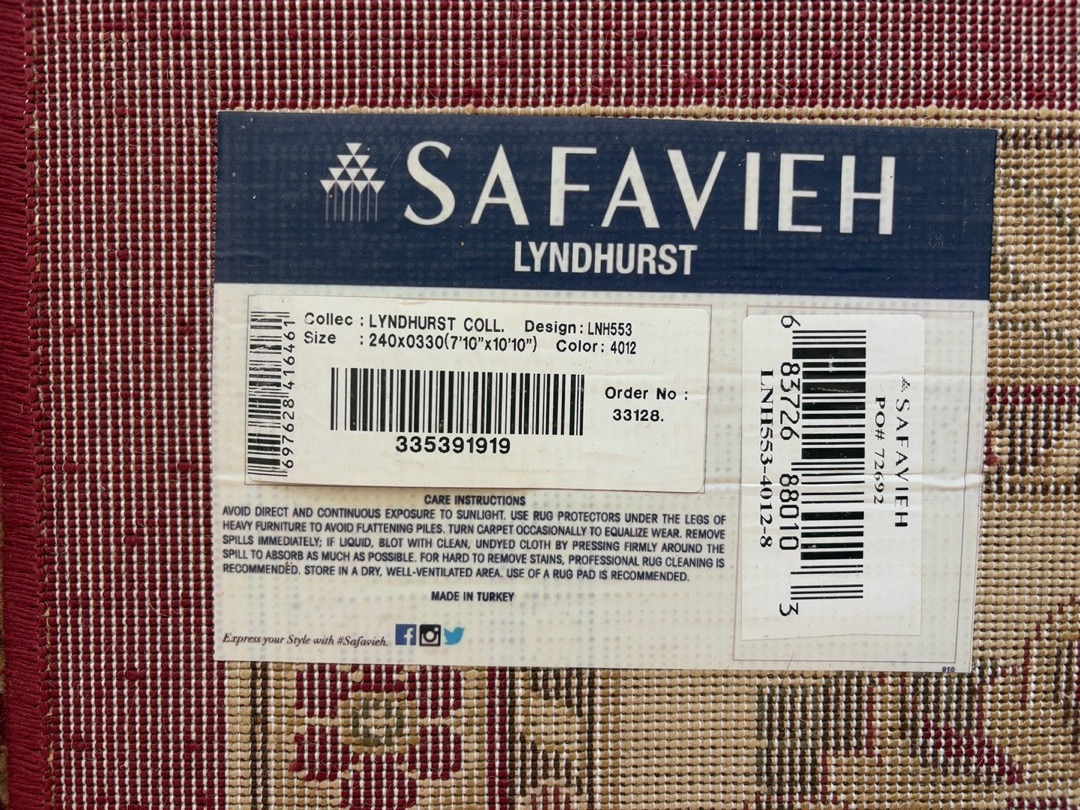 SAFAVIEH
LYNDHURST
Collec : LYNDHURST COLL. Design : LNH553
Size : 240x0330(7'10"x10'10") Color : 4012
697628 416461
335391919
Order No :
33128.
CARE INSTRUCTIONS
AVOID DIRECT AND CONTINUOUS EXPOSURE TO SUNLIGHT. USE RUG PROTECTORS UNDER THE LEGS OF
HEAVY FURNITURE TO AVOID FLATTENING PILES. TURN CARPET OCCASIONALLY TO EQUALIZE WEAR. REMOVE
SPILLS IMMEDIATELY; IF LIQUID, BLOT WITH CLEAN, UNDYED CLOTH BY PRESSING FIRMLY AROUND THE
SPILL TO ABSORB AS MUCH AS POSSIBLE. FOR HARD TO REMOVE STAINS, PROFESSIONAL RUG CLEANING IS
RECOMMENDED. STORE IN A DRY, WELL-VENTILATED AREA. USE OF A RUG PAD IS RECOMMENDED.
MADE IN TURKEY
Express your Style with #Safavieh.
SAFAVIEH
PO# 72692
6 83726 88010 3
LNH553-4012-8
910